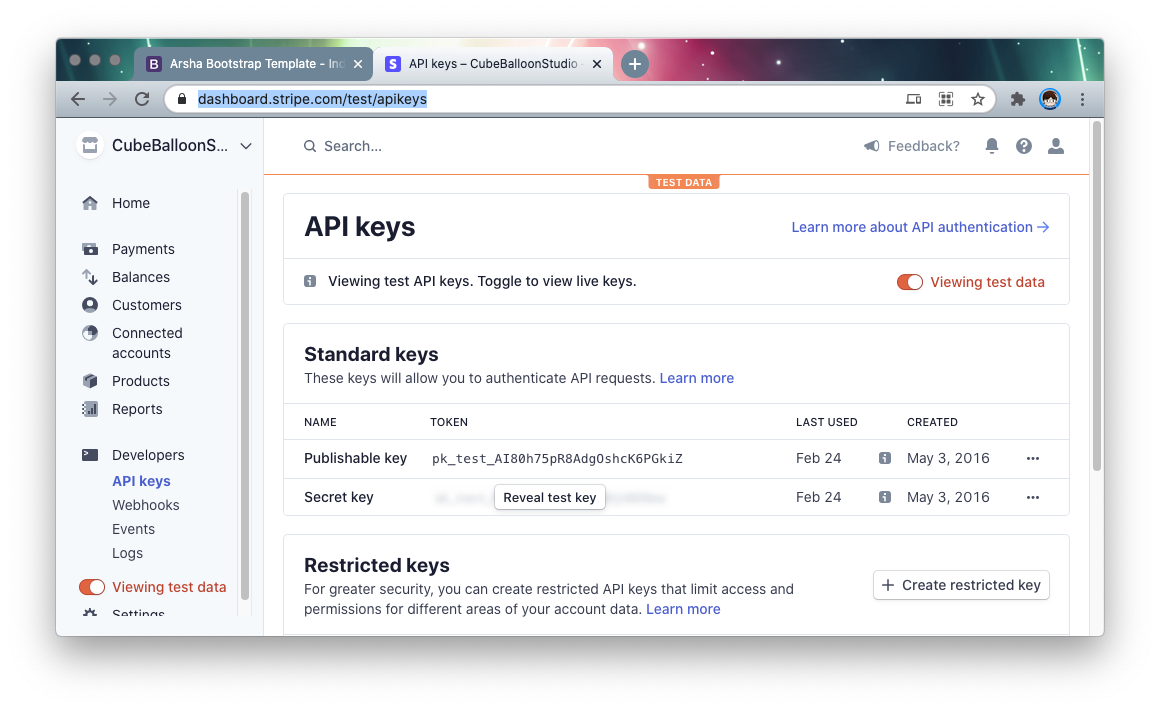 Arsha Bootstrap Template - Ind
API keys – CubeBalloonStudio –
dashboard.stripe.com/test/apikeys
CubeBalloonS...
Search...
Feedback?
TEST DATA
Home
Payments
Balances
Customers
Connected
accounts
Products
Reports
Developers
API keys
Webhooks
Events
Logs
Viewing test data
Settings
API keys
Learn more about API authentication →
Viewing test API keys. Toggle to view live keys.
Viewing test data
Standard keys
These keys will allow you to authenticate API requests. Learn more
NAME TOKEN LAST USED CREATED
Publishable key pk_test_AI80h75pR8AdgOshcK6PGkiZ Feb 24 May 3, 2016 ...
Secret key Reveal test key Feb 24 May 3, 2016 ...
Restricted keys
For greater security, you can create restricted API keys that limit access and
permissions for different areas of your account data. Learn more
+ Create restricted key